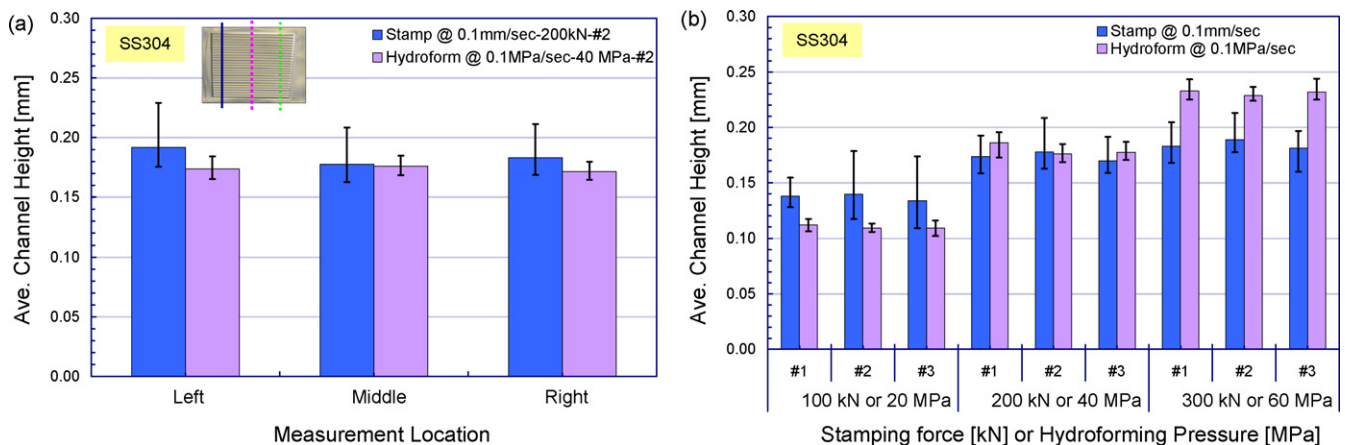 (a)
SS304
Stamp @ 0.1mm/sec-200kN-#2
Hydroform @ 0.1MPa/sec-40 MPa-#2
Ave. Channel Height [mm]
0.30
0.25
0.20
0.15
0.10
0.05
0.00
Left Middle Right
Measurement Location
(b)
SS304
Stamp @ 0.1mm/sec
Hydroform @ 0.1MPa/sec
Ave. Channel Height [mm]
0.30
0.25
0.20
0.15
0.10
0.05
0.00
#1 #2 #3 #1 #2 #3 #1 #2 #3
100 kN or 20 MPa 200 kN or 40 MPa 300 kN or 60 MPa
Stamping force [kN] or Hydroforming Pressure [MPa]